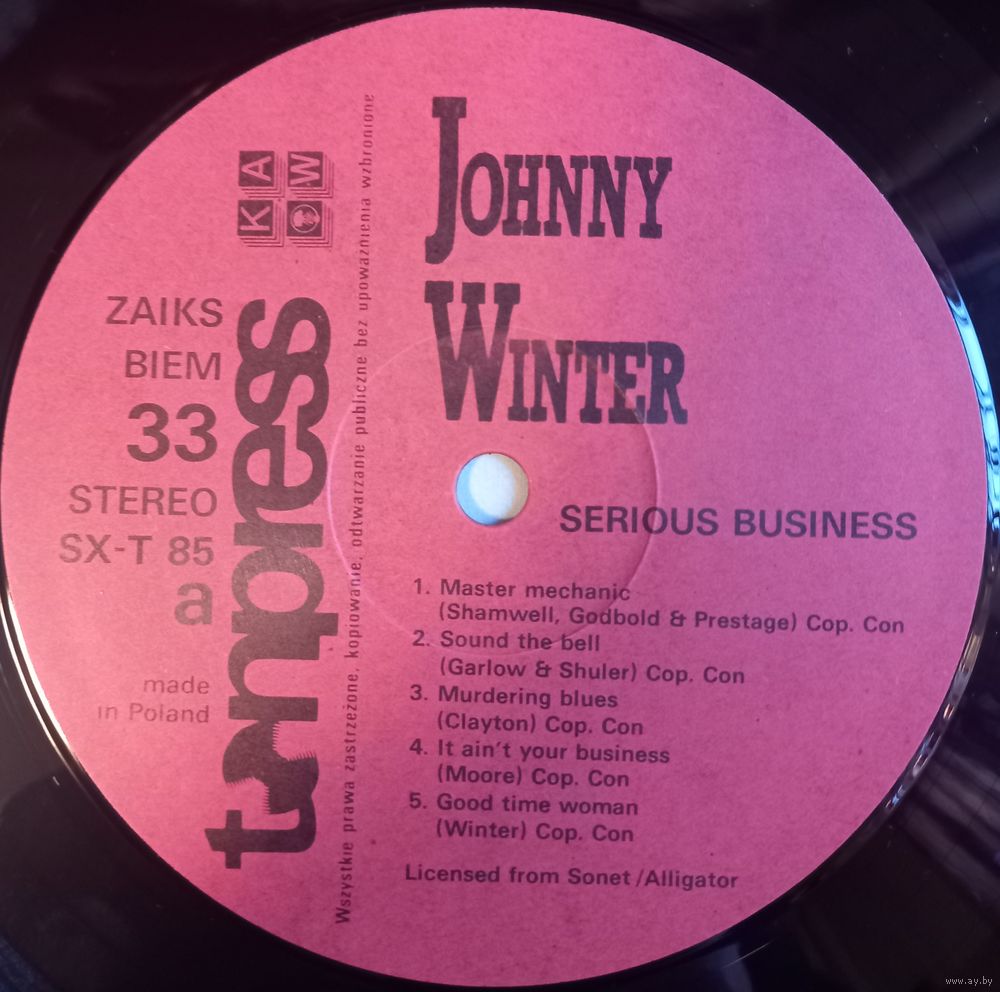 JOHNNY
WINTER
KA
W
ZAIKS
BIEM
33
STEREO
SX-T 85
a
made
in Poland
tonpress
Wszystkie prawa zastrzeżone, kopiowanie, odtwarzanie publiczne bez upoważnienia wzbronione
SERIOUS BUSINESS
1. Master mechanic
(Shamwell, Godbold & Prestage) Cop. Con
2. Sound the bell
(Garlow & Shuler) Cop. Con
3. Murdering blues
(Clayton) Cop. Con
4. It ain't your business
(Moore) Cop. Con
5. Good time woman
(Winter) Cop. Con
Licensed from Sonet/Alligator
www.ay.by